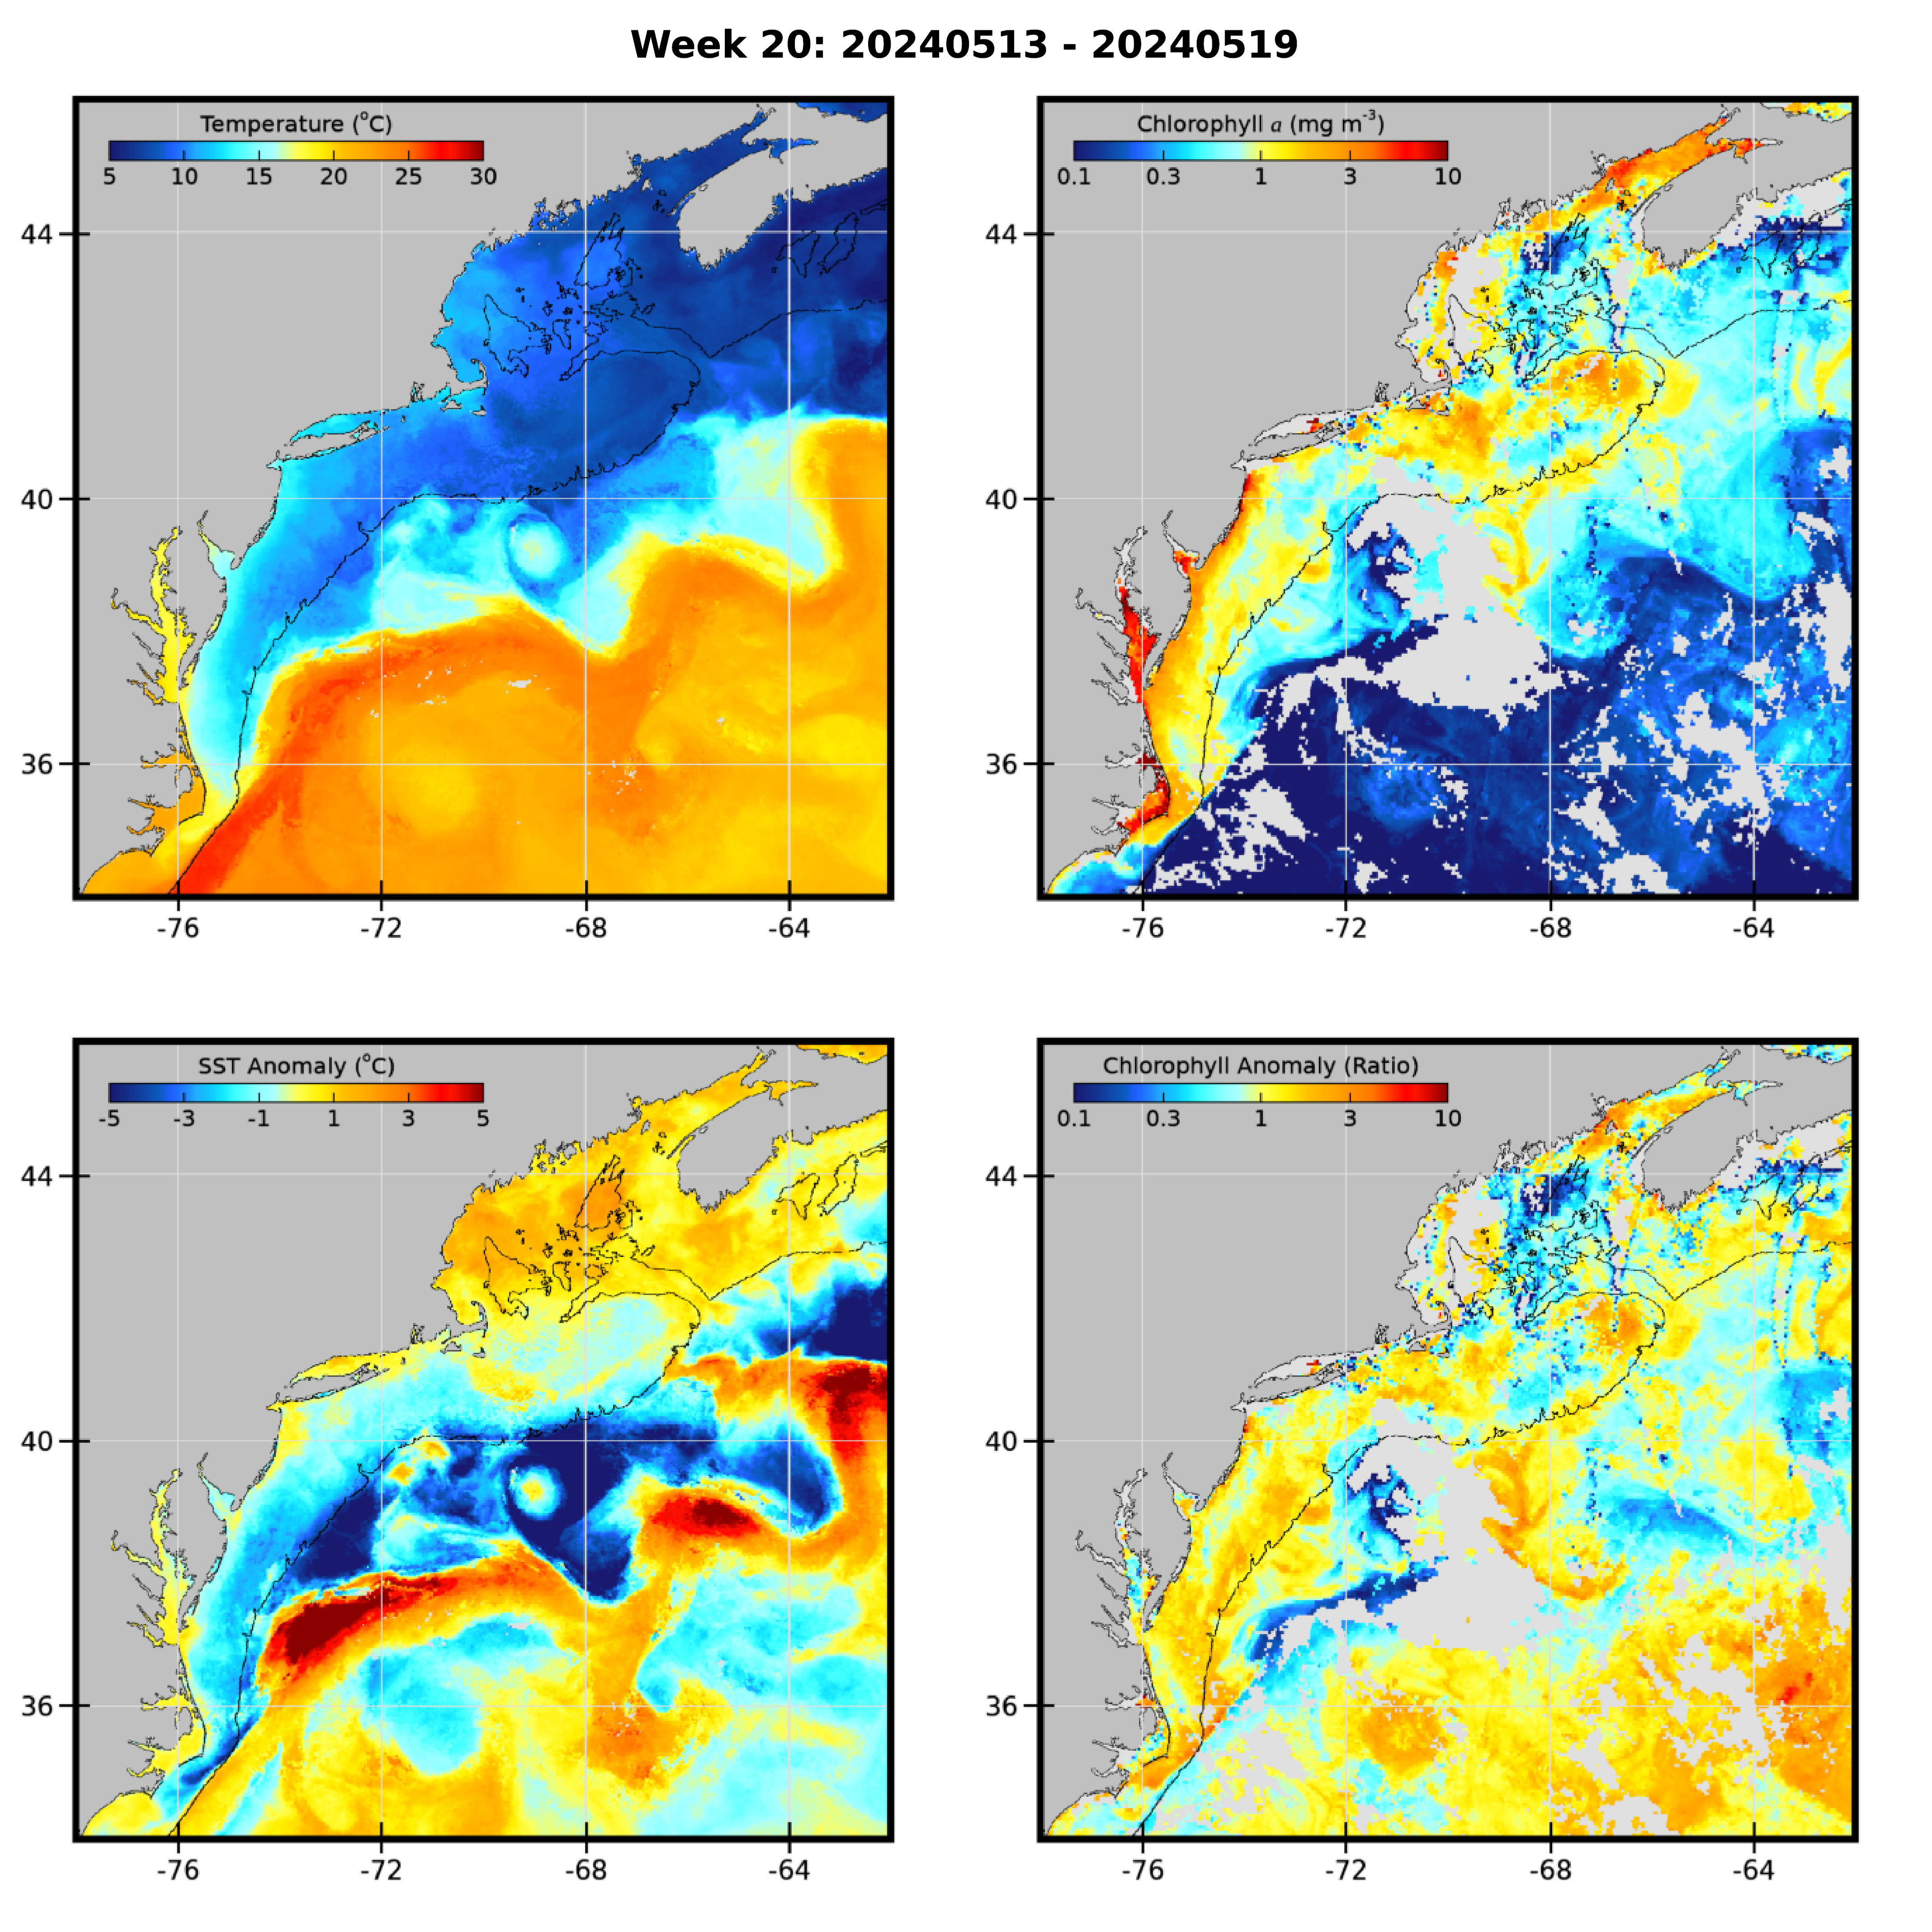 Week 20: 20240513 - 20240519
Temperature (°C)
5 10 15 20 25 30
44
40
36
-76 -72 -68 -64
Chlorophyll a (mg m⁻³)
0.1 0.3 1 3 10
44
40
36
-76 -72 -68 -64
SST Anomaly (°C)
-5 -3 -1 1 3 5
44
40
36
-76 -72 -68 -64
Chlorophyll Anomaly (Ratio)
0.1 0.3 1 3 10
44
40
36
-76 -72 -68 -64